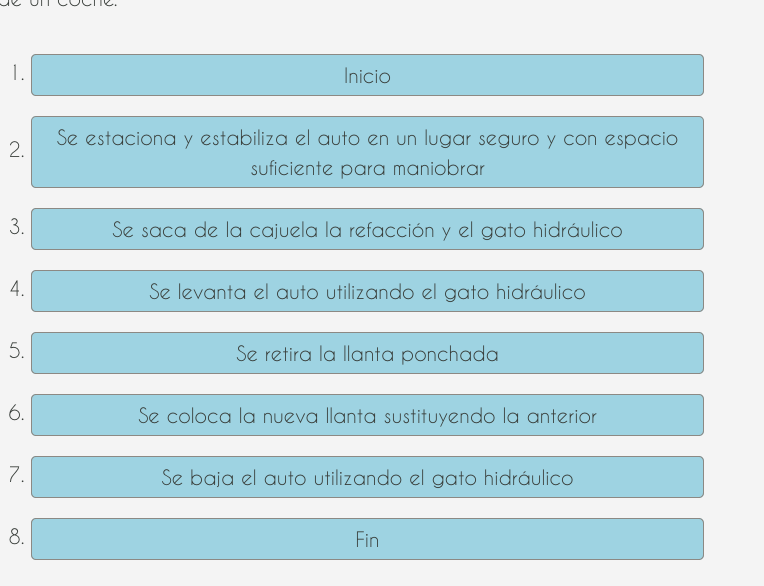 de un coche.
1. Inicio
2. Se estaciona y estabiliza el auto en un lugar seguro y con espacio
suficiente para maniobrar
3. Se saca de la cajuela la refacción y el gato hidráulico
4. Se levanta el auto utilizando el gato hidráulico
5. Se retira la llanta ponchada
6. Se coloca la nueva llanta sustituyendo la anterior
7. Se baja el auto utilizando el gato hidráulico
8. Fin